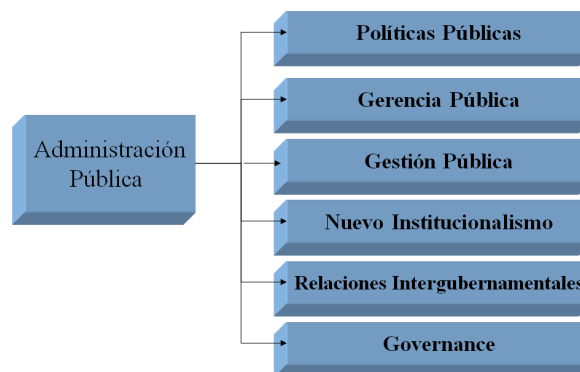 Administración
Pública
Políticas Públicas
Gerencia Pública
Gestión Pública
Nuevo Institucionalismo
Relaciones Intergubernamentales
Governance